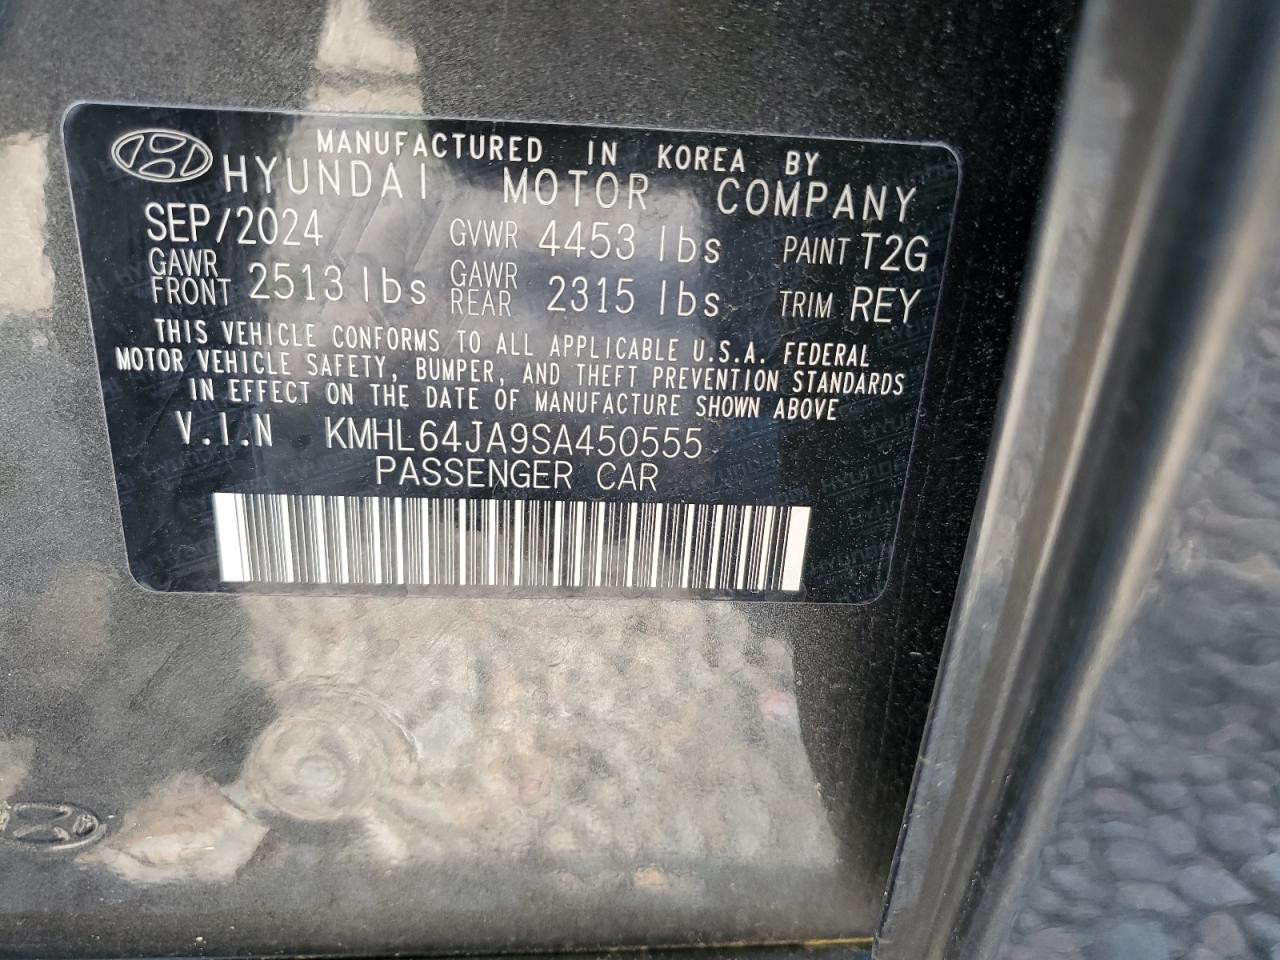 MANUFACTURED IN KOREA BY
HYUNDAI MOTOR COMPANY
SEP/2024 GVWR 4453 lbs PAINT T2G
GAWR FRONT 2513 lbs GAWR REAR 2315 lbs TRIM REY
THIS VEHICLE CONFORMS TO ALL APPLICABLE U.S.A. FEDERAL
MOTOR VEHICLE SAFETY, BUMPER, AND THEFT PREVENTION STANDARDS
IN EFFECT ON THE DATE OF MANUFACTURE SHOWN ABOVE
V.I.N KMHL64JA9SA450555
PASSENGER CAR